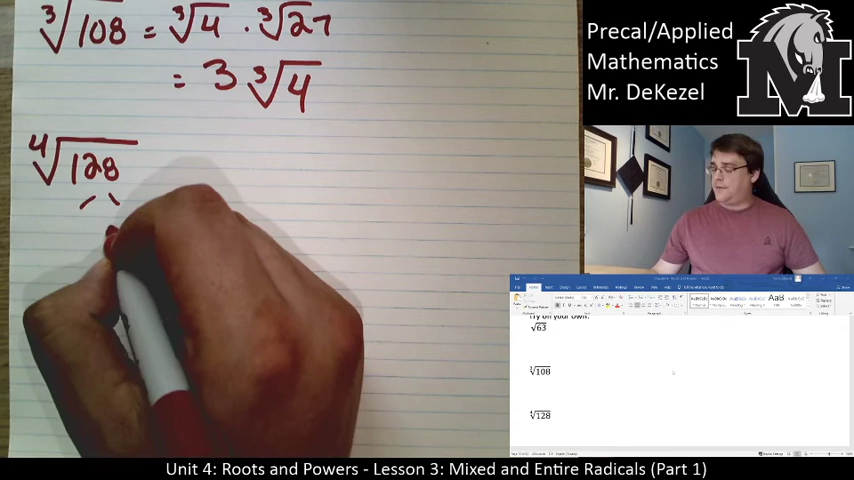 ∛108 = ∛4 · ∛27
= 3 ∛4
∜128
Precal/Applied
Mathematics
Mr. DeKezel
M
Try on your own:
√63
∛108
∜128
Unit 4: Roots and Powers - Lesson 3: Mixed and Entire Radicals (Part 1)